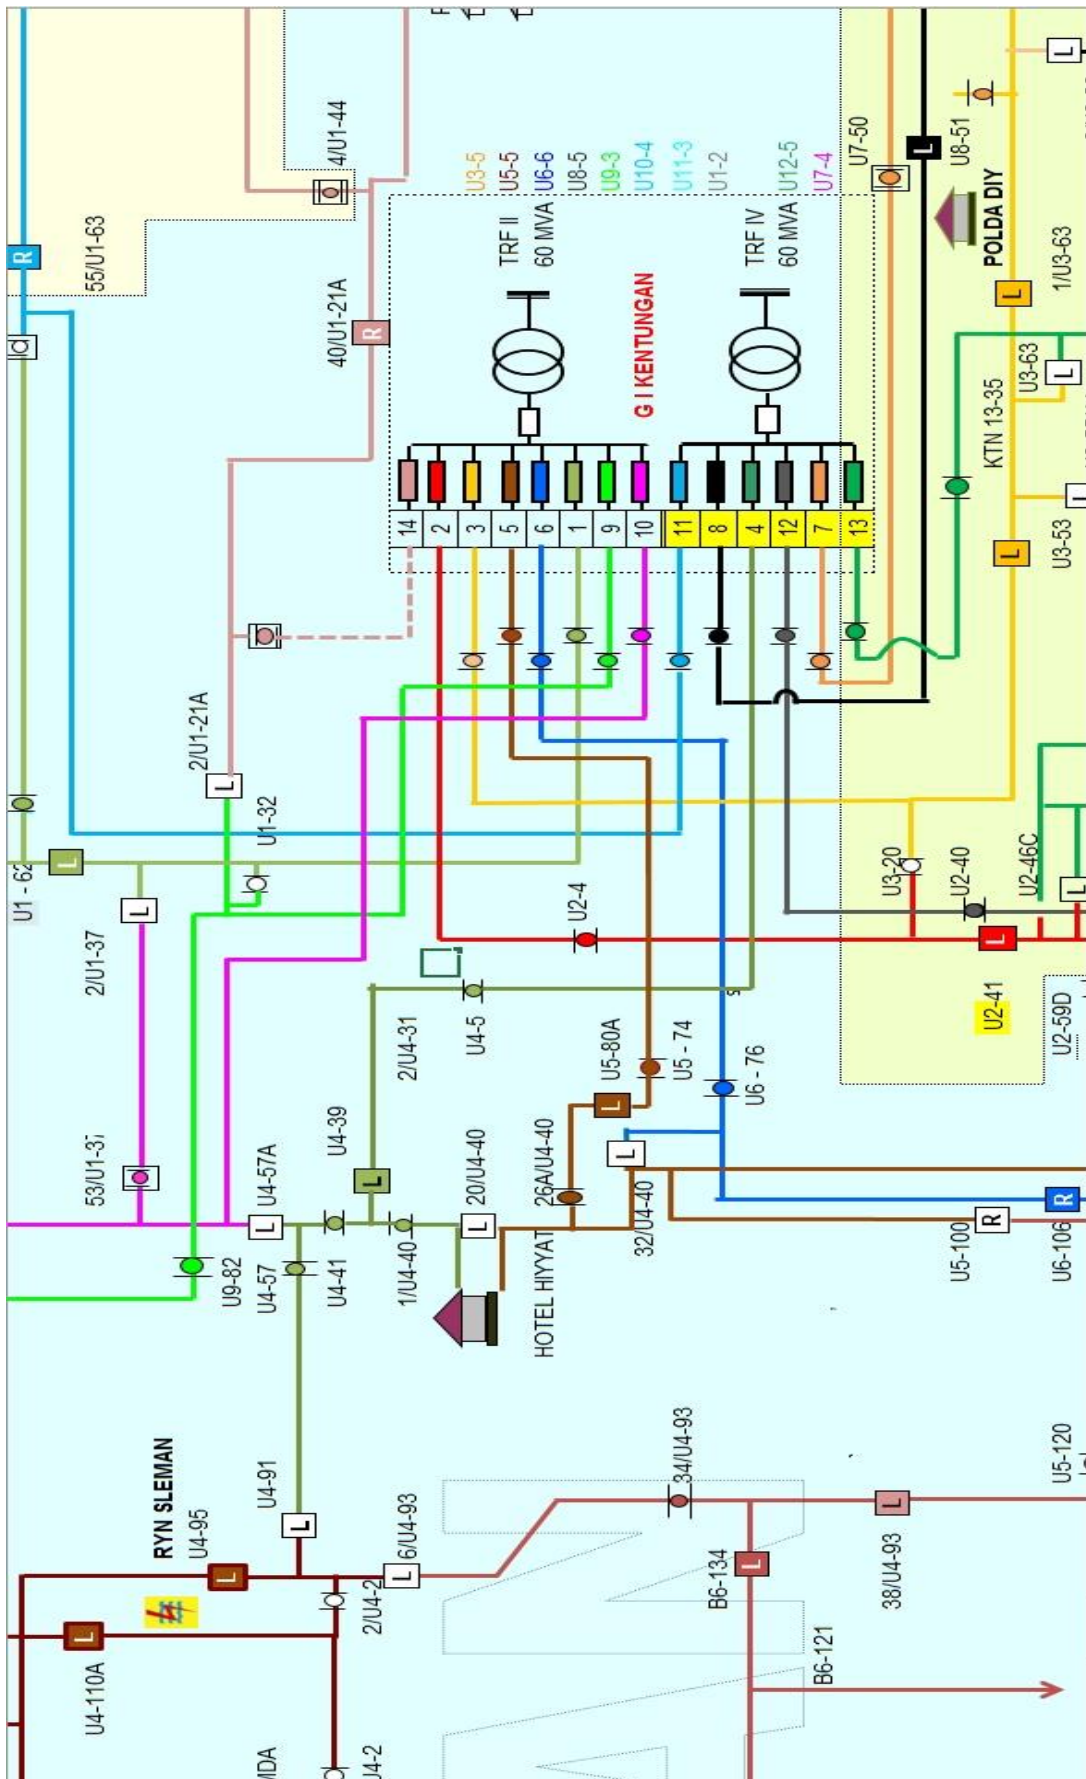 55/U1-63
4/U1-44
40/U1-21A
R
R
U3-5
U5-5
U6-6
U8-5
U9-3
U10-4
U11-3
U1-2
U12-5
U7-4
TRF II
60 MVA
TRF IV
60 MVA
G I KENTUNGAN
14
2
3
5
6
1
9
10
11
8
4
12
7
13
U7-50
L
U8-51
POLDA DIY
L
L
1/U3-63
U3-63
L
KTN 13-35
L
U3-53
L
2/U1-21A
L
U1-32
U1 - 62
L
2/U1-37
L
53/U1-37
U2-4
U3-20
U2-40
U2-46C
L
L
U2-41
U2-59D
2/U4-31
U4-5
U4-39
L
U5-80A
L
U5 - 74
U6 - 76
U4-57A
L
20/U4-40
L
26A/U4-40
L
32/U4-40
U9-82
U4-57
U4-41
1/U4-40
HOTEL HIYYAT
U5-100
R
U6-106
R
RYN SLEMAN
U4-95
L
U4-91
L
6/U4-93
L
2/U4-2
34/U4-93
B6-134
L
38/U4-93
L
U5-120
U4-110A
L
B6-121